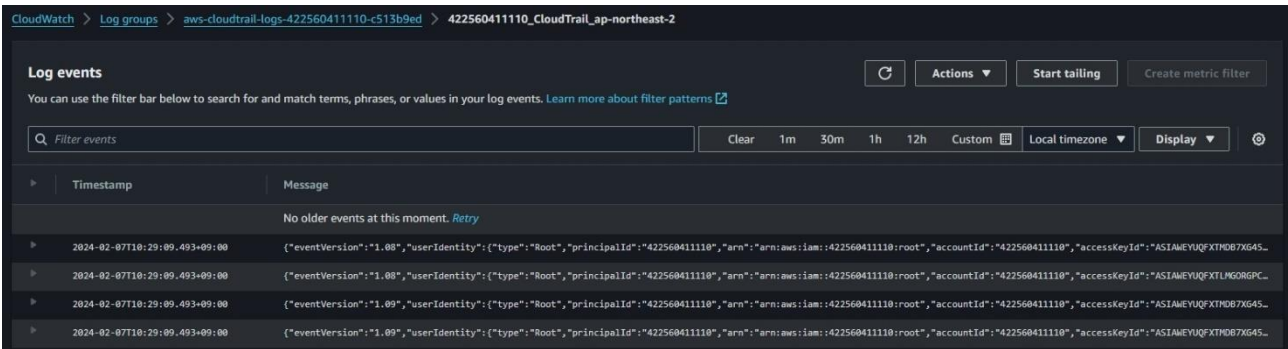 CloudWatch > Log groups > aws-cloudtrail-logs-422560411110-c513b9ed > 422560411110_CloudTrail_ap-northeast-2
Log events
Actions ▼ Start tailing Create metric filter
You can use the filter bar below to search for and match terms, phrases, or values in your log events. Learn more about filter patterns
Filter events Clear 1m 30m 1h 12h Custom Local timezone ▼ Display ▼
Timestamp Message
No older events at this moment. Retry
2024-02-07T10:29:09.493+09:00 {"eventVersion":"1.08","userIdentity":{"type":"Root","principalId":"422560411110","arn":"arn:aws:iam::422560411110:root","accountId":"422560411110","accessKeyId":"ASIAWEYUQFXTMDB7XG45…
2024-02-07T10:29:09.493+09:00 {"eventVersion":"1.08","userIdentity":{"type":"Root","principalId":"422560411110","arn":"arn:aws:iam::422560411110:root","accountId":"422560411110","accessKeyId":"ASIAWEYUQFXTLMGORGPC…
2024-02-07T10:29:09.493+09:00 {"eventVersion":"1.09","userIdentity":{"type":"Root","principalId":"422560411110","arn":"arn:aws:iam::422560411110:root","accountId":"422560411110","accessKeyId":"ASIAWEYUQFXTMDB7XG45…
2024-02-07T10:29:09.493+09:00 {"eventVersion":"1.09","userIdentity":{"type":"Root","principalId":"422560411110","arn":"arn:aws:iam::422560411110:root","accountId":"422560411110","accessKeyId":"ASIAWEYUQFXTMDB7XG45…